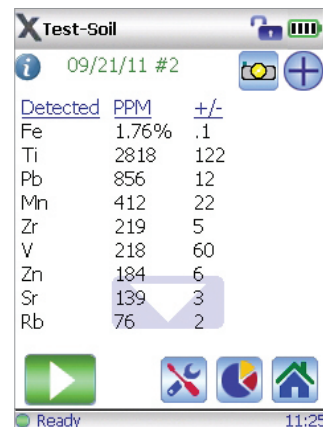 X Test-Soil
i 09/21/11 #2
Detected PPM +/-
Fe 1.76% .1
Ti 2818 122
Pb 856 12
Mn 412 22
Zr 219 5
V 218 60
Zn 184 6
Sr 139 3
Rb 76 2
Ready 11:25